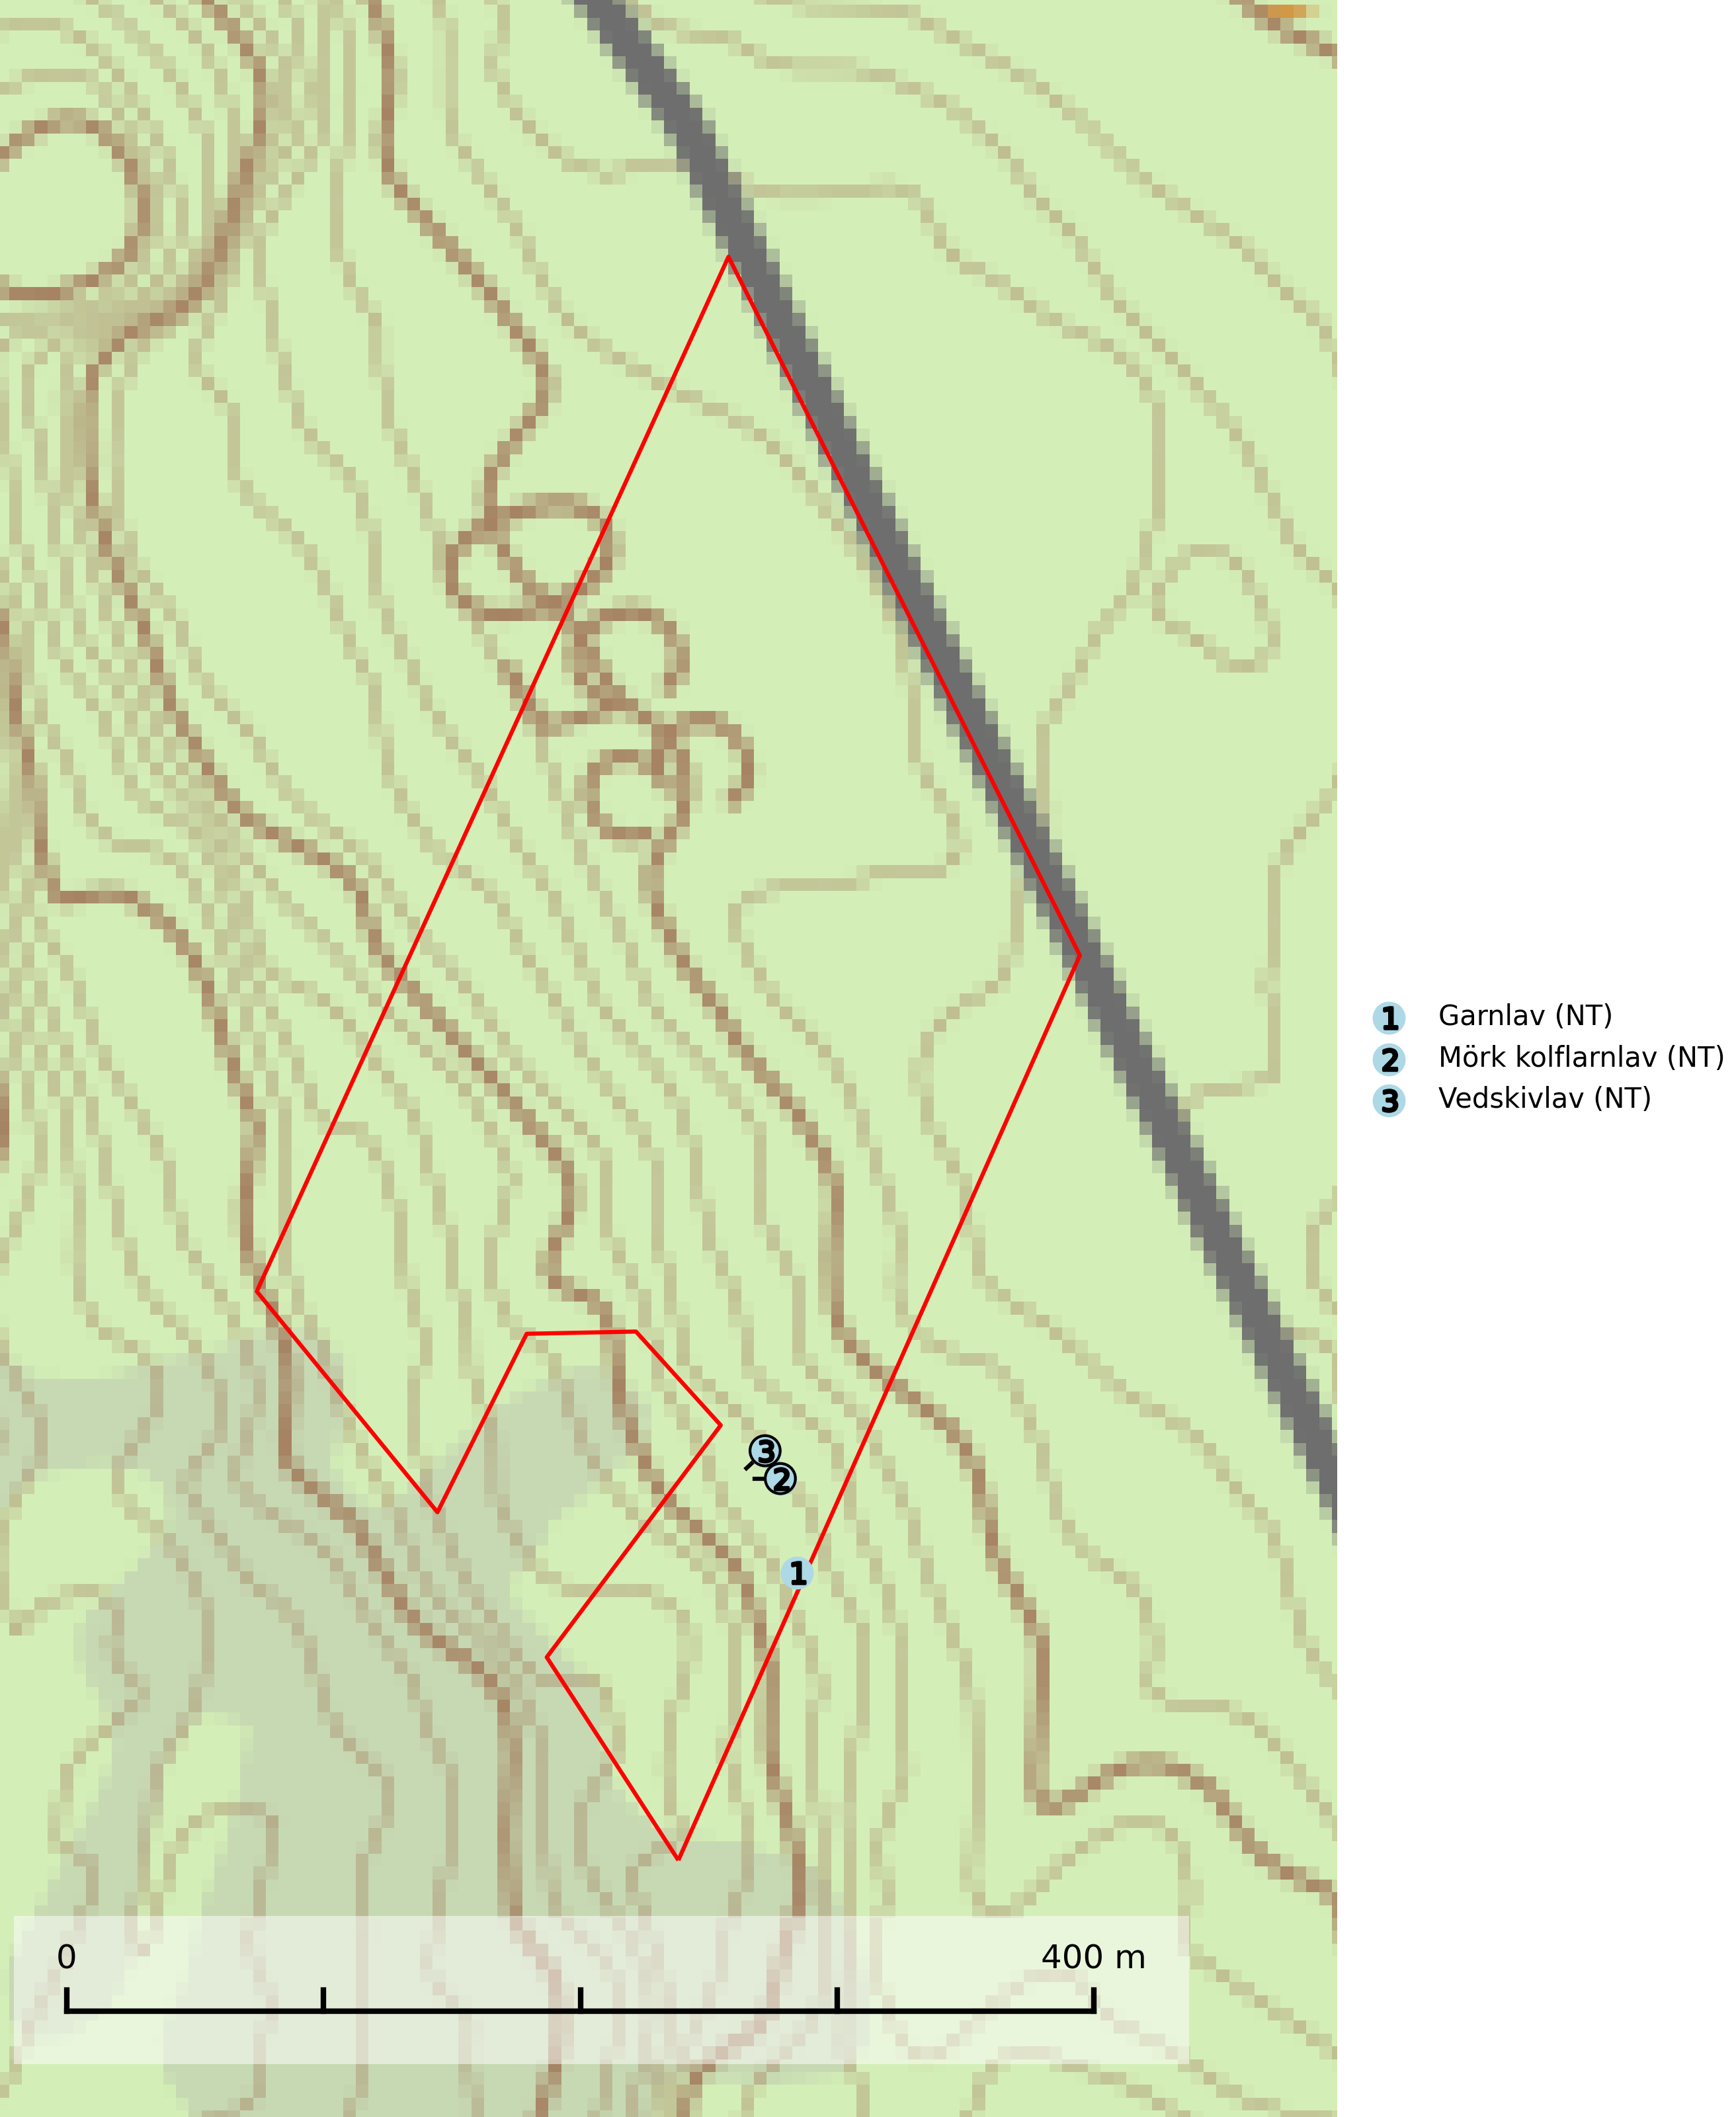 1 Garnlav (NT)
2 Mörk kolflarnlav (NT)
3 Vedskivlav (NT)
3
2
1
0 400 m